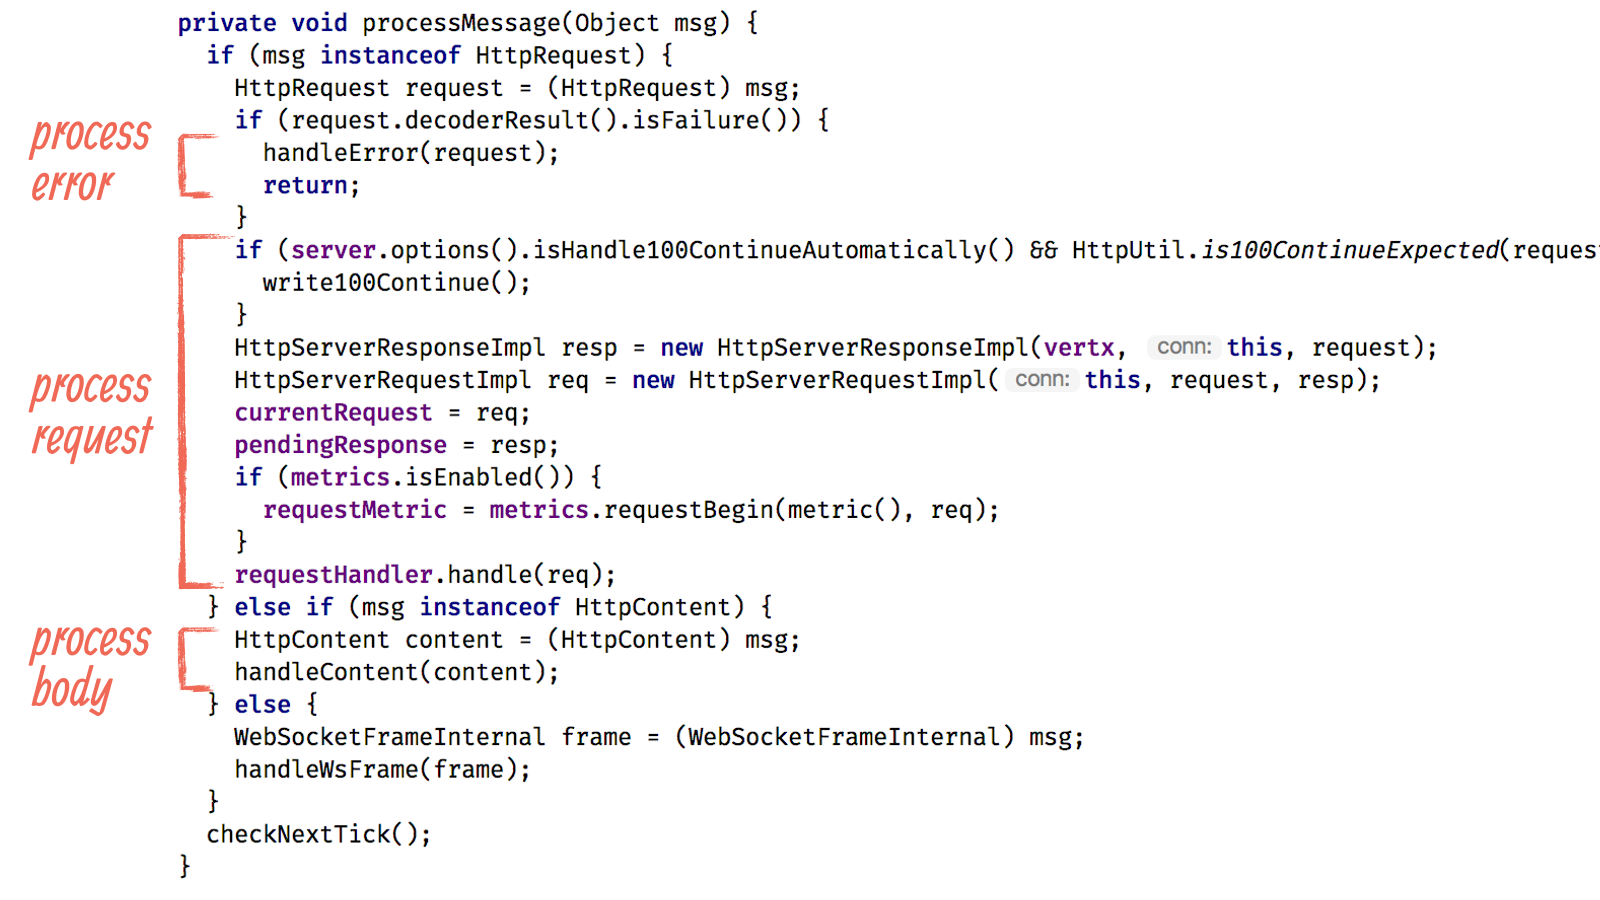 private void processMessage(Object msg) {
if (msg instanceof HttpRequest) {
HttpRequest request = (HttpRequest) msg;
if (request.decoderResult().isFailure()) {
handleError(request);
return;
}
process
error
if (server.options().isHandle100ContinueAutomatically() && HttpUtil.is100ContinueExpected(
write100Continue();
}
HttpServerResponseImpl resp = new HttpServerResponseImpl(vertx, conn: this, request);
HttpServerRequestImpl req = new HttpServerRequestImpl( conn: this, request, resp);
currentRequest = req;
pendingResponse = resp;
if (metrics.isEnabled()) {
requestMetric = metrics.requestBegin(metric(), req);
}
requestHandler.handle(req);
process
request
} else if (msg instanceof HttpContent) {
HttpContent content = (HttpContent) msg;
handleContent(content);
process
body
} else {
WebSocketFrameInternal frame = (WebSocketFrameInternal) msg;
handleWsFrame(frame);
}
checkNextTick();
}